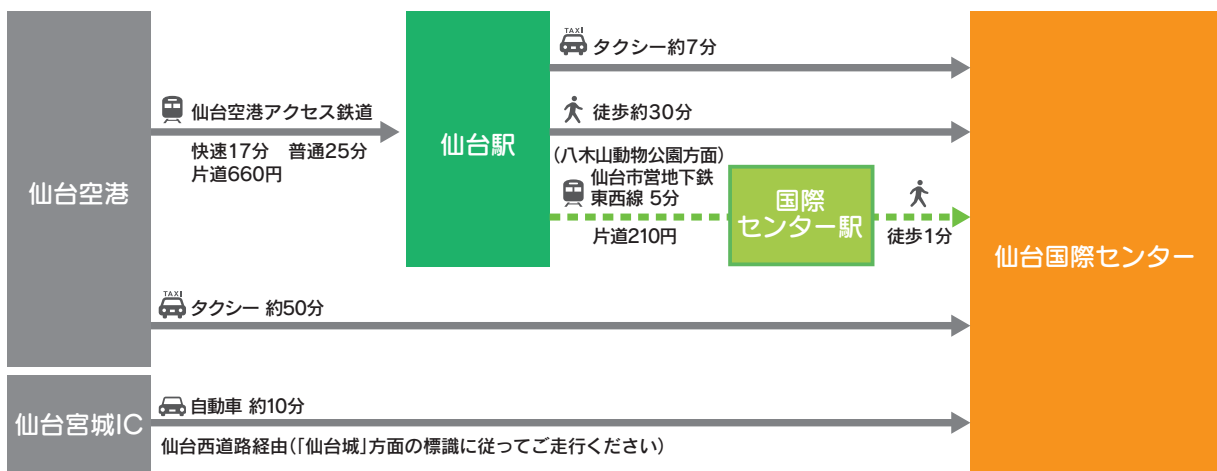 仙台空港
仙台空港アクセス鉄道
快速17分　普通25分
片道660円
仙台駅
TAXI
タクシー約7分
徒歩約30分
(八木山動物公園方面)
仙台市営地下鉄
東西線 5分
片道210円
国際
センター駅
徒歩1分
仙台国際センター
TAXI
タクシー 約50分
仙台宮城IC
自動車 約10分
仙台西道路経由(「仙台城」方面の標識に従ってご走行ください)